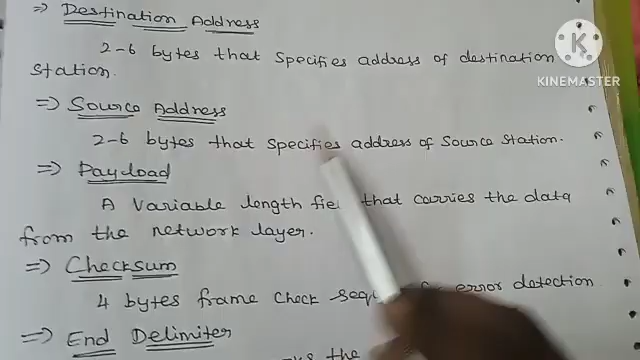 => Destination Address
2-6 bytes that specifies address of destination
station.
=> Source Address
2-6 bytes that specifies address of source station.
=> Payload
A variable length that carries the data
from the network layer.
=> Checksum
4 bytes frame check error detection
=> End Delimiter
the
KINEMASTER